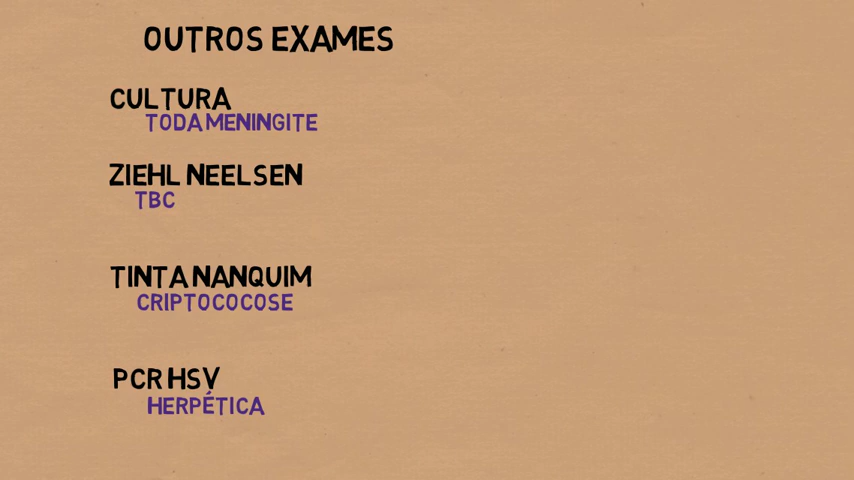 OUTROS EXAMES
CULTURA
TODA MENINGITE
ZIEHL NEELSEN
TBC
TINTA NANQUIM
CRIPTOCOCOSE
PCR HSV
HERPÉTICA